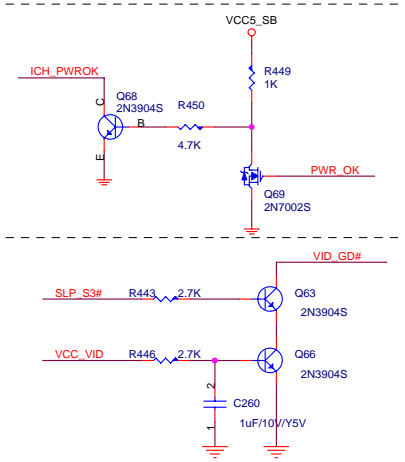 VCC5_SB
ICH_PWROK
R449
1K
C
Q68
2N3904S
R450
B
E
4.7K
PWR_OK
Q69
2N7002S
VID_GD#
SLP_S3#
R443
2.7K
Q63
2N3904S
VCC_VID
R446
2.7K
Q66
2N3904S
2
C260
1
1uF/10V/Y5V